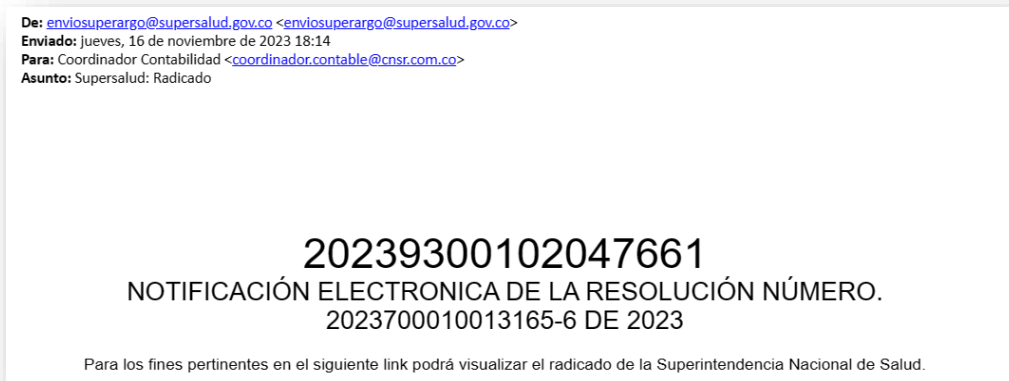 De: enviosuperargo@supersalud.gov.co <enviosuperargo@supersalud.gov.co>
Enviado: jueves, 16 de noviembre de 2023 18:14
Para: Coordinador Contabilidad <coordinador.contable@cnsr.com.co>
Asunto: Supersalud: Radicado
20239300102047661
NOTIFICACIÓN ELECTRONICA DE LA RESOLUCIÓN NÚMERO.
2023700010013165-6 DE 2023
Para los fines pertinentes en el siguiente link podrá visualizar el radicado de la Superintendencia Nacional de Salud.